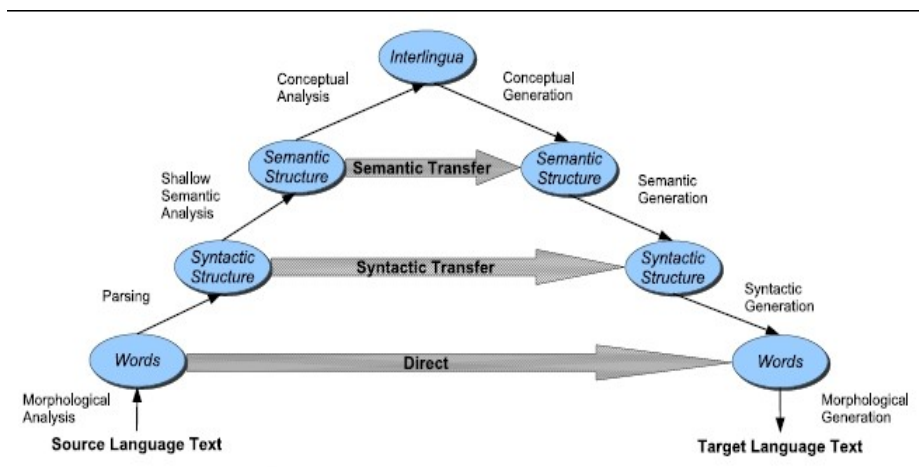 Interlingua
Conceptual
Analysis
Conceptual
Generation
Semantic
Structure
Semantic Transfer
Semantic
Structure
Shallow
Semantic
Analysis
Semantic
Generation
Syntactic
Structure
Syntactic Transfer
Syntactic
Structure
Parsing
Syntactic
Generation
Words
Direct
Words
Morphological
Analysis
Morphological
Generation
Source Language Text
Target Language Text